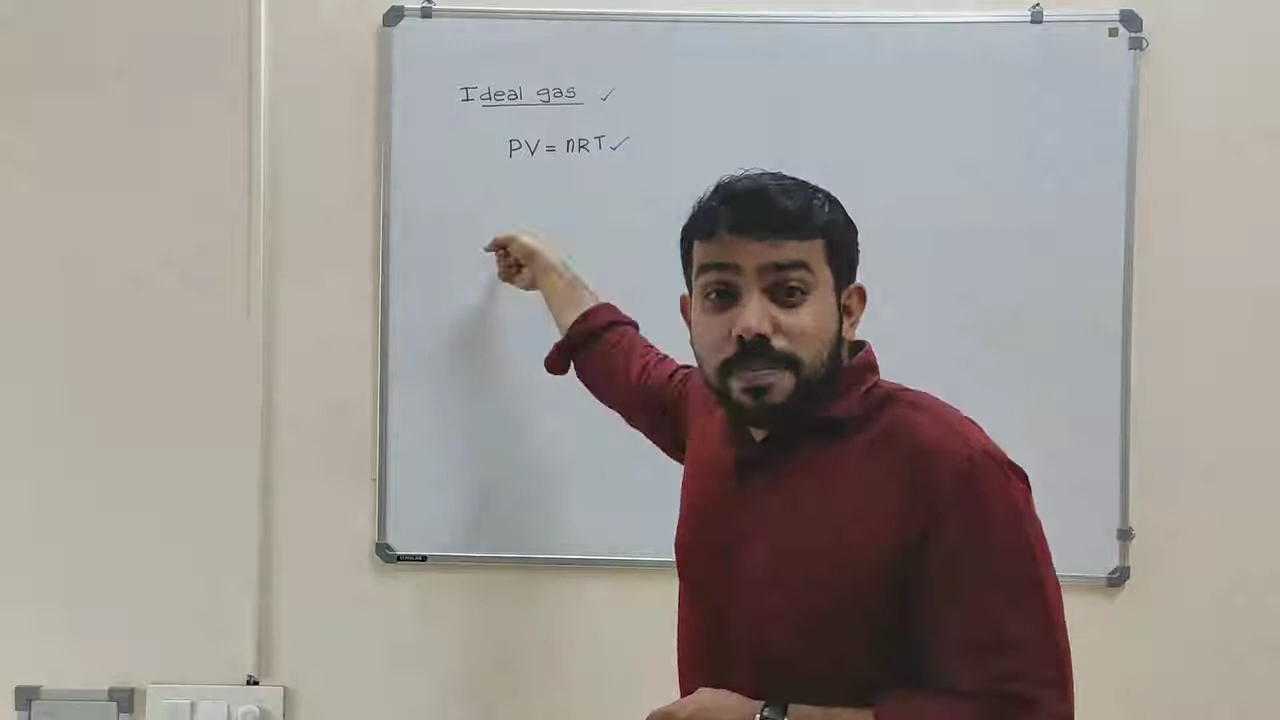 Ideal gas ✓
PV = nRT ✓